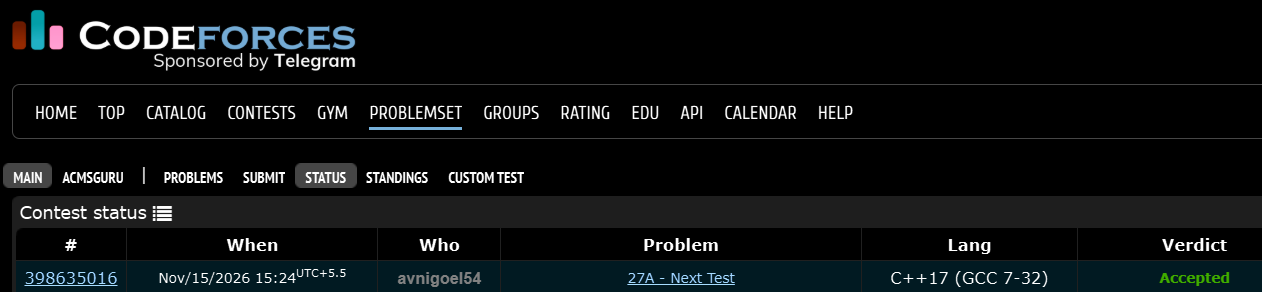 CODEFORCES
Sponsored by Telegram
HOME TOP CATALOG CONTESTS GYM PROBLEMSET GROUPS RATING EDU API CALENDAR HELP
MAIN ACMSGURU | PROBLEMS SUBMIT STATUS STANDINGS CUSTOM TEST
Contest status
# When Who Problem Lang Verdict
398635016 Nov/15/2026 15:24UTC+5.5 avnigoel54 27A - Next Test C++17 (GCC 7-32) Accepted